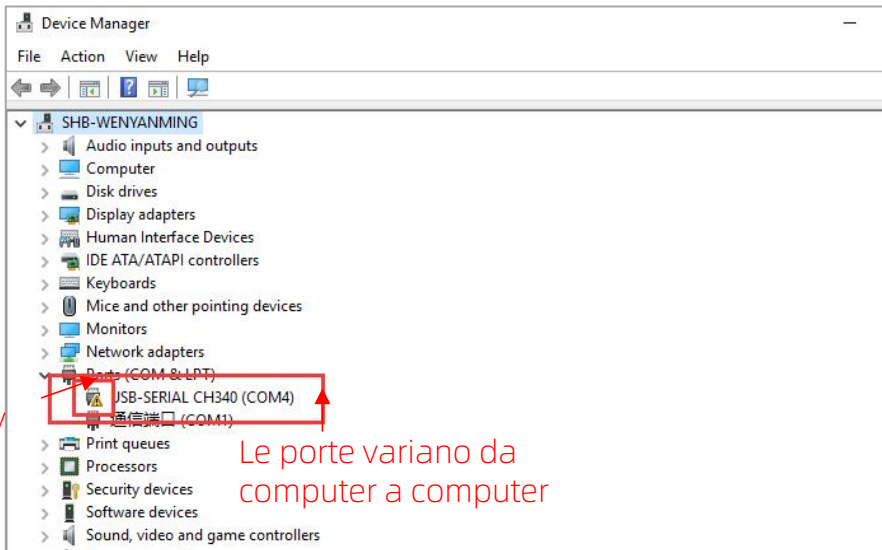 Device Manager
File Action View Help
SHB-WENYANMING
Audio inputs and outputs
Computer
Disk drives
Display adapters
Human Interface Devices
IDE ATA/ATAPI controllers
Keyboards
Mice and other pointing devices
Monitors
Network adapters
Ports (COM & LPT)
USB-SERIAL CH340 (COM4)
通信端口 (COM1)
Print queues
Processors
Security devices
Software devices
Sound, video and game controllers
Le porte variano da
computer a computer